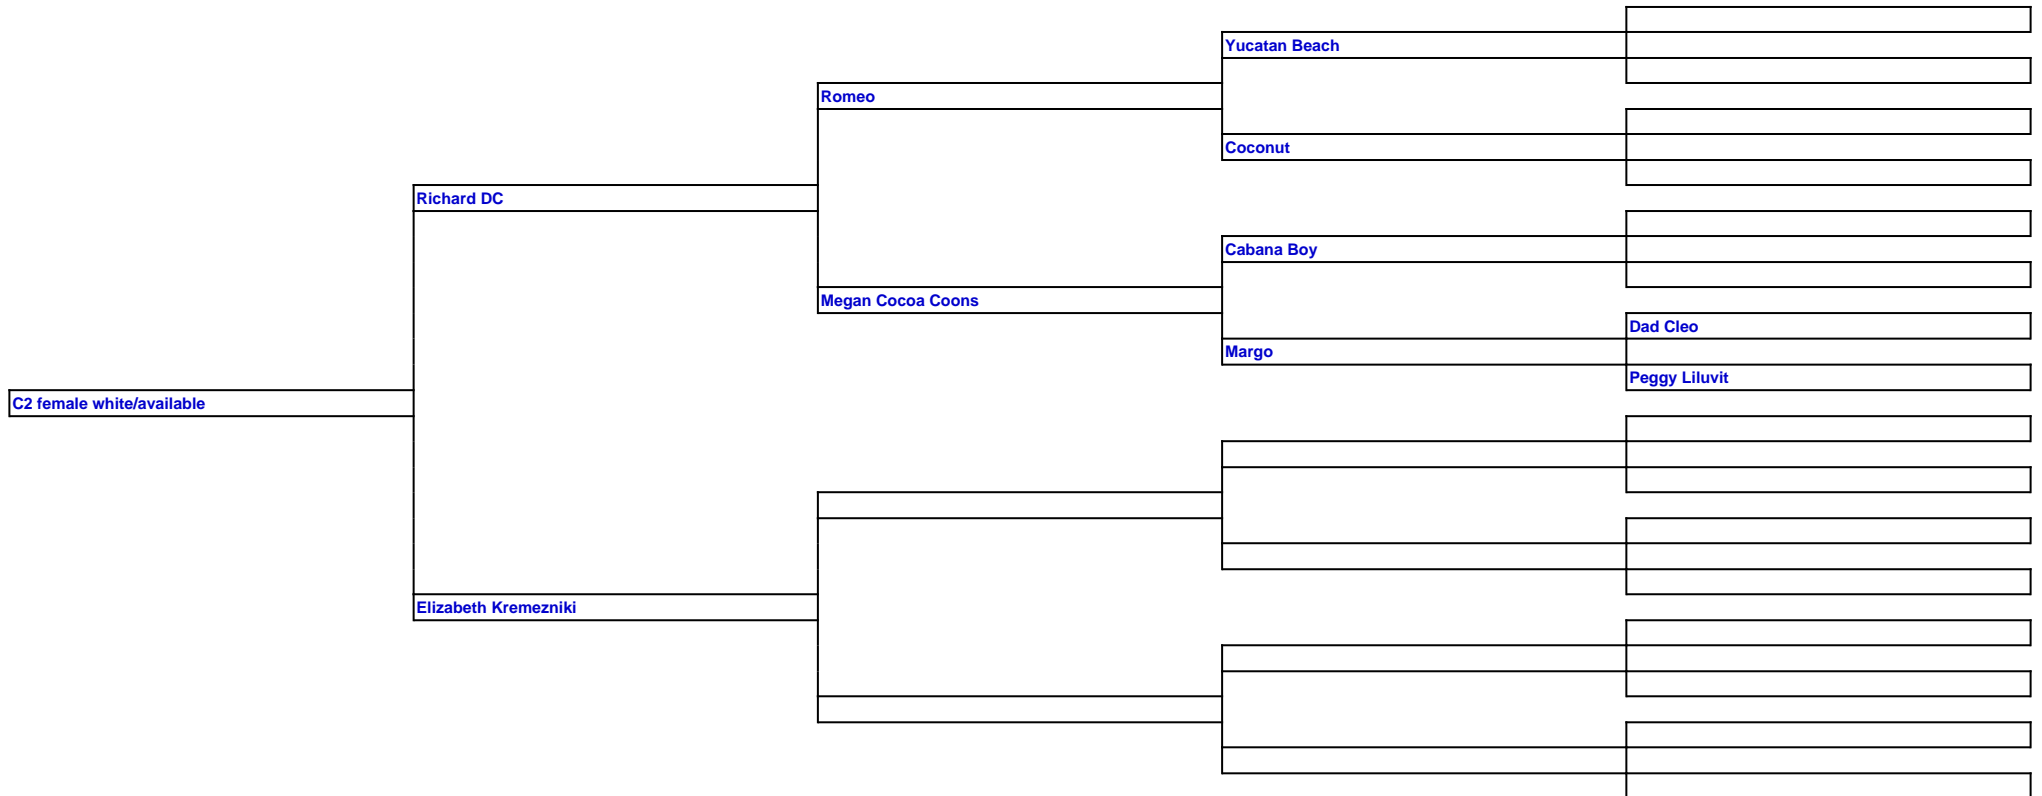 Yucatan Beach
Romeo
Coconut
Richard DC
Cabana Boy
Megan Cocoa Coons
Dad Cleo
Margo
Peggy Liluvit
C2 female white/available
Elizabeth Kremezniki